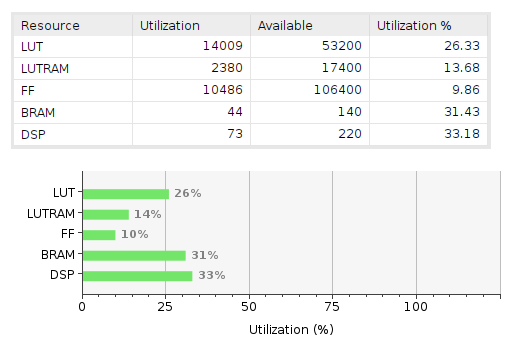 Resource Utilization Available Utilization %
LUT 14009 53200 26.33
LUTRAM 2380 17400 13.68
FF 10486 106400 9.86
BRAM 44 140 31.43
DSP 73 220 33.18
LUT 26%
LUTRAM 14%
FF 10%
BRAM 31%
DSP 33%
0 25 50 75 100
Utilization (%)